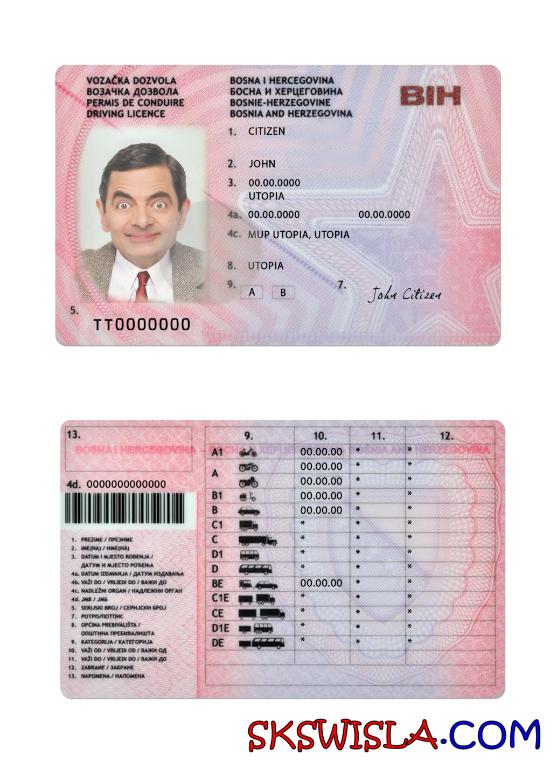 VOZAČKA DOZVOLA
ВОЗАЧКА ДОЗВОЛА
PERMIS DE CONDUIRE
DRIVING LICENCE
BOSNA I HERCEGOVINA
БОСНА И ХЕРЦЕГОВИНА
BOSNIE-HERZEGOVINE
BOSNIA AND HERZEGOVINA
BIH
1. CITIZEN
2. JOHN
3. 00.00.0000
UTOPIA
4a. 00.00.0000 00.00.0000
4c. MUP UTOPIA, UTOPIA
8. UTOPIA
9. A B 7. John Citizen
5. TT0000000
13.
BOSNA I HERCEGOVINA
4d. 0000000000000
1. PREZIME / ПРЕЗИМЕ
2. IME(NA) / ИМЕ(НА)
3. DATUM I MJESTO ROĐENJA /
ДАТУМ И МЈЕСТО РОЂЕЊА
4a. DATUM IZDAVANJA / ДАТУМ ИЗДАВАЊА
4b. VAŽI DO / VRIJEDI DO / ВАЖИ ДО
4c. NADLEŽNI ORGAN / НАДЛЕЖНИ ОРГАН
4d. JMB / ЈМБ
5. SERIJSKI BROJ / СЕРИЈСКИ БРОЈ
7. POTPIS/ПОТПИС
8. OPĆINA PREBIVALIŠTA /
ОПШТИНА ПРЕБИВАЛИШТА
9. KATEGORIJA / КАТЕГОРИЈА
10. VAŽI OD / VRIJEDI OD / ВАЖИ ОД
11. VAŽI DO / VRIJEDI DO / ВАЖИ ДО
12. ZABRANE / ЗАБРАНЕ
13. NAPOMENA / НАПОМЕНА
9. 10. 11. 12.
A1 00.00.00 * *
A 00.00.00 * *
00.00.00 * *
B1 00.00.00 * *
B 00.00.00 * *
C1 * * *
C * * *
D1 * * *
D * * *
BE 00.00.00 * *
C1E * * *
CE * * *
D1E * * *
DE * * *
SKSWISLA.COM